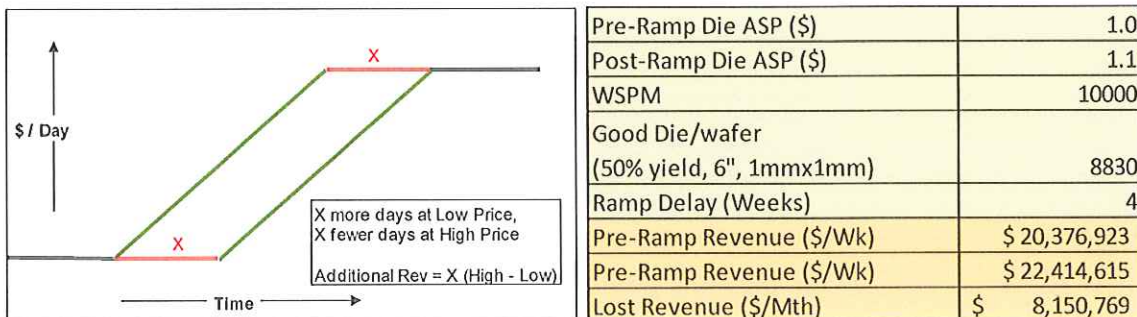 X
$ / Day
X
X more days at Low Price,
X fewer days at High Price
Additional Rev = X (High - Low)
Time
Pre-Ramp Die ASP ($) 1.0
Post-Ramp Die ASP ($) 1.1
WSPM 10000
Good Die/wafer
(50% yield, 6", 1mmx1mm) 8830
Ramp Delay (Weeks) 4
Pre-Ramp Revenue ($/Wk) $ 20,376,923
Pre-Ramp Revenue ($/Wk) $ 22,414,615
Lost Revenue ($/Mth) $ 8,150,769